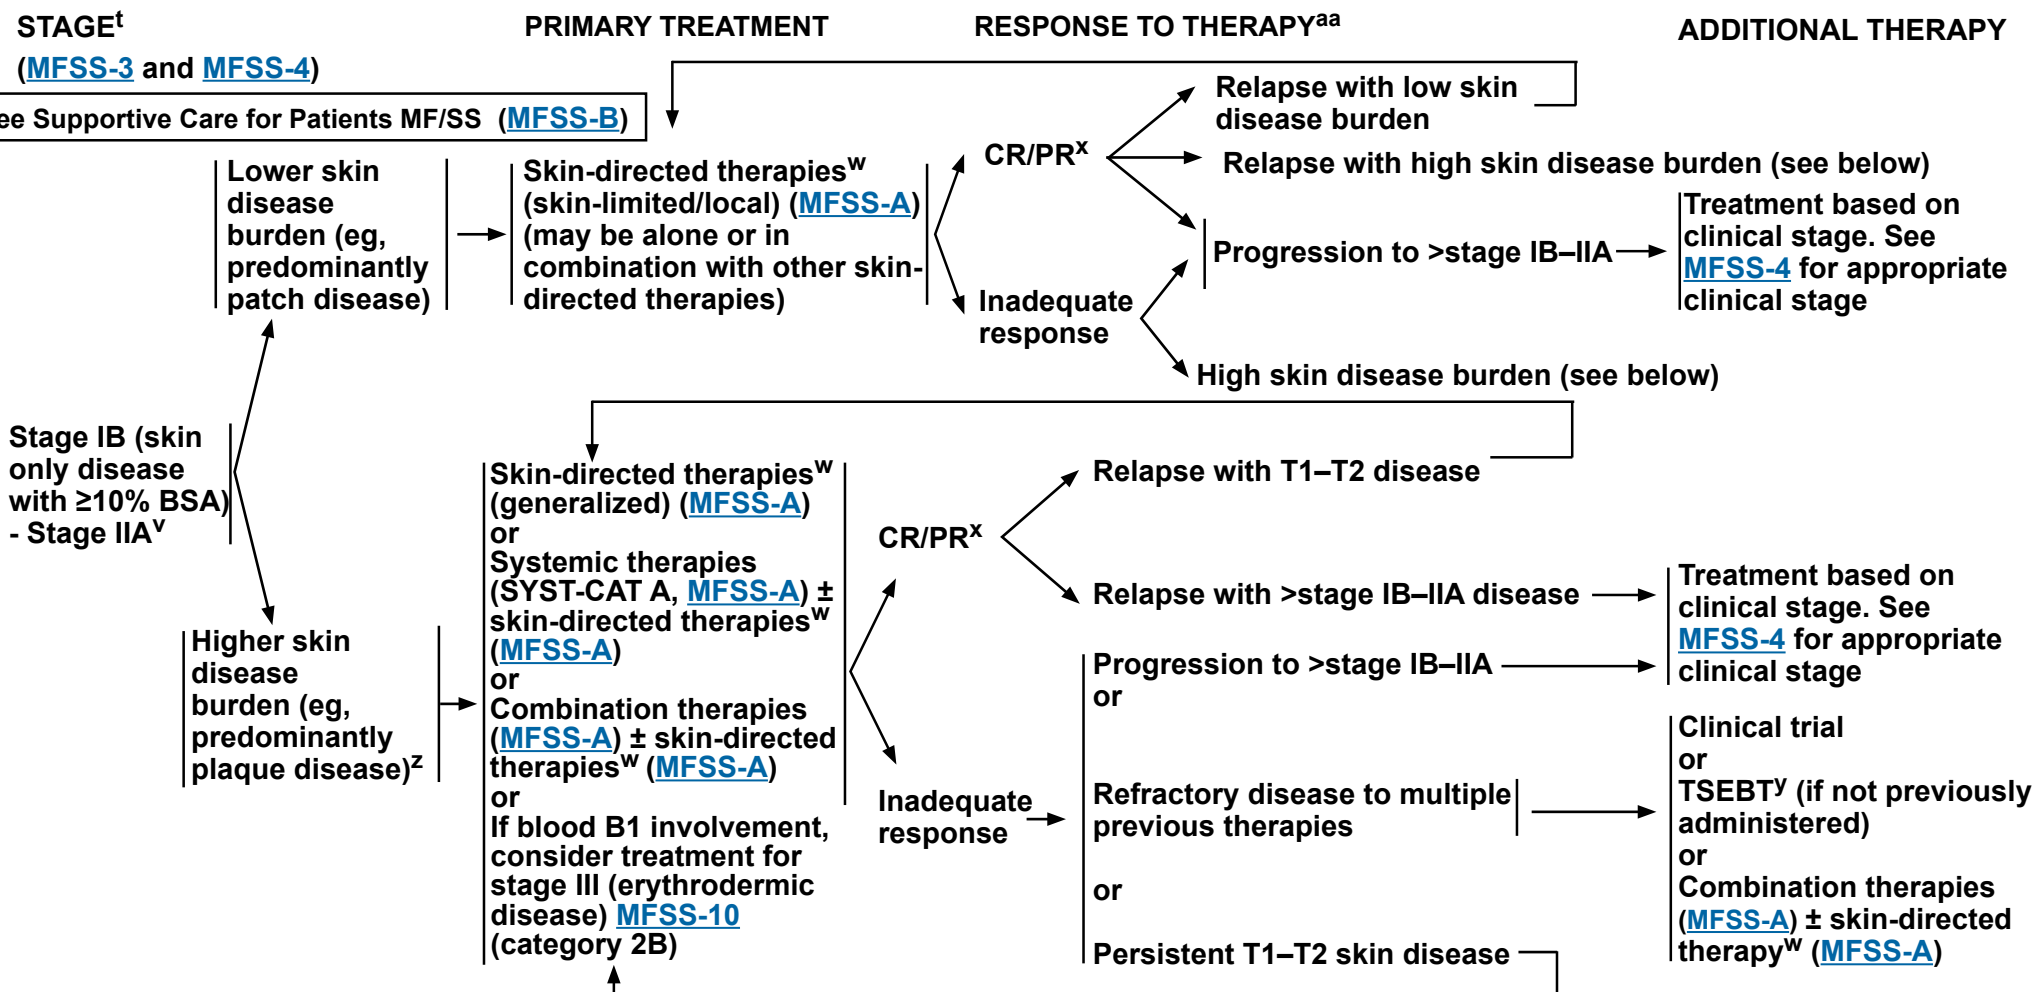 STAGEᵗ
(MFSS-3 and MFSS-4)
PRIMARY TREATMENT
RESPONSE TO THERAPYᵃᵃ
ADDITIONAL THERAPY
ee Supportive Care for Patients MF/SS (MFSS-B)
Lower skin
disease
burden (eg,
predominantly
patch disease)
Skin-directed therapiesʷ
(skin-limited/local) (MFSS-A)
(may be alone or in
combination with other skin-
directed therapies)
CR/PRˣ
Inadequate
response
Relapse with low skin
disease burden
Relapse with high skin disease burden (see below)
Progression to >stage IB–IIA
High skin disease burden (see below)
Treatment based on
clinical stage. See
MFSS-4 for appropriate
clinical stage
Stage IB (skin
only disease
with ≥10% BSA)
- Stage IIAᵛ
Higher skin
disease
burden (eg,
predominantly
plaque disease)ᶻ
Skin-directed therapiesʷ
(generalized) (MFSS-A)
or
Systemic therapies
(SYST-CAT A, MFSS-A) ±
skin-directed therapiesʷ
(MFSS-A)
or
Combination therapies
(MFSS-A) ± skin-directed
therapiesʷ (MFSS-A)
or
If blood B1 involvement,
consider treatment for
stage III (erythrodermic
disease) MFSS-10
(category 2B)
CR/PRˣ
Inadequate
response
Relapse with T1–T2 disease
Relapse with >stage IB–IIA disease
Progression to >stage IB–IIA
or
Refractory disease to multiple
previous therapies
or
Persistent T1–T2 skin disease
Treatment based on
clinical stage. See
MFSS-4 for appropriate
clinical stage
Clinical trial
or
TSEBTʸ (if not previously
administered)
or
Combination therapies
(MFSS-A) ± skin-directed
therapyʷ (MFSS-A)